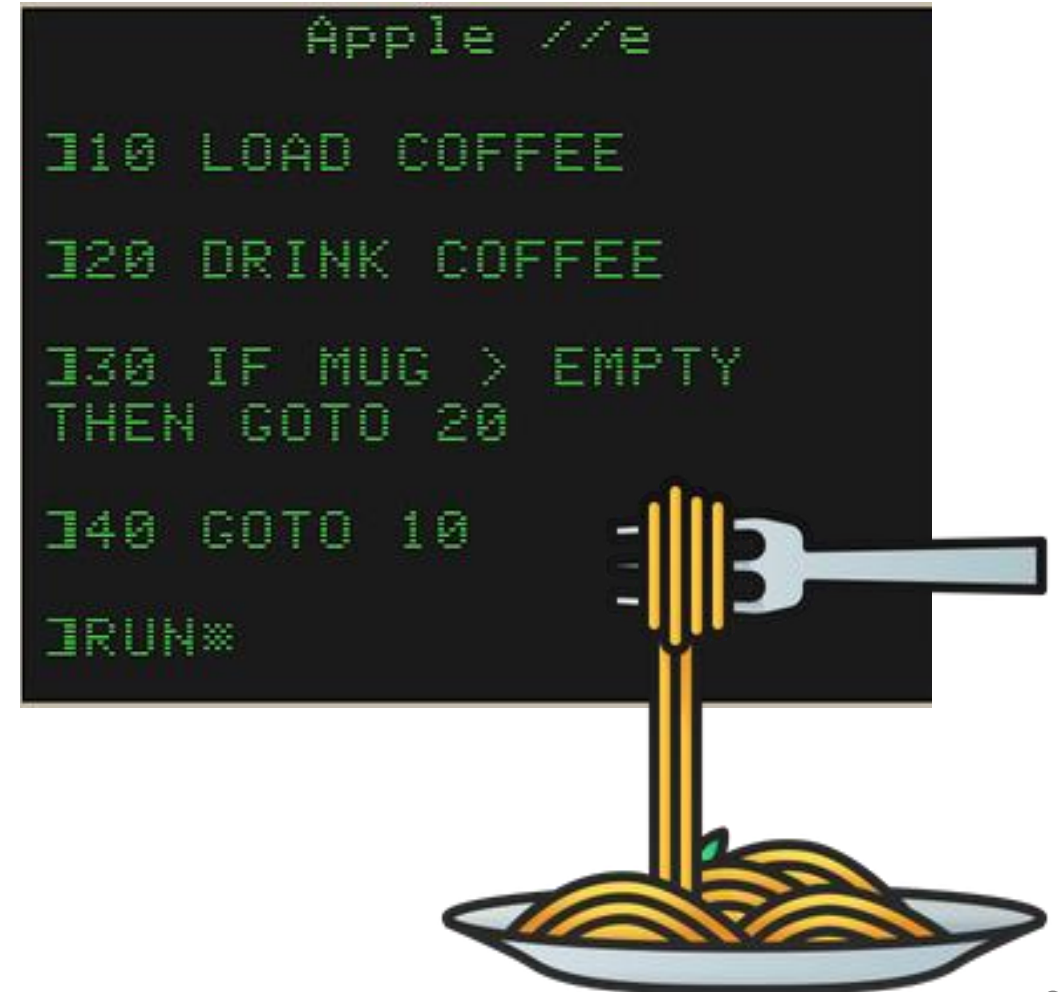 Apple //e
]10 LOAD COFFEE
]20 DRINK COFFEE
]30 IF MUG > EMPTY
THEN GOTO 20
]40 GOTO 10
]RUN